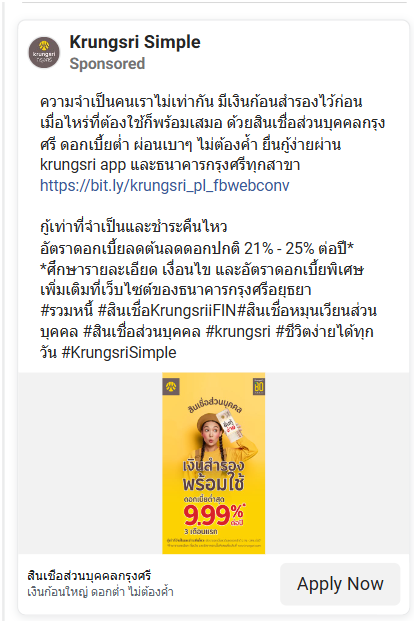 Krungsri Simple
Sponsored
krungsri
กรุงศรี
ความจำเป็นคนเราไม่เท่ากัน มีเงินก้อนสำรองไว้ก่อน
เมื่อไหร่ที่ต้องใช้ก็พร้อมเสมอ ด้วยสินเชื่อส่วนบุคคลกรุง
ศรี ดอกเบี้ยต่ำ ผ่อนเบาๆ ไม่ต้องค้ำ ยื่นกู้ง่ายผ่าน
krungsri app และธนาคารกรุงศรีทุกสาขา
https://bit.ly/krungsri_pl_fbwebconv
กู้เท่าที่จำเป็นและชำระคืนไหว
อัตราดอกเบี้ยลดต้นลดดอกปกติ 21% - 25% ต่อปี*
*ศึกษารายละเอียด เงื่อนไข และอัตราดอกเบี้ยพิเศษ
เพิ่มเติมที่เว็บไซต์ของธนาคารกรุงศรีอยุธยา
#รวมหนี้ #สินเชื่อKrungsriiFIN#สินเชื่อหมุนเวียนส่วน
บุคคล #สินเชื่อส่วนบุคคล #krungsri #ชีวิตง่ายได้ทุก
วัน #KrungsriSimple
สินเชื่อส่วนบุคคล
เงินสำรอง
พร้อมใช้
ดอกเบี้ยต่ำสุด
9.99%*
ต่อปี
3 เดือนแรก
สินเชื่อส่วนบุคคลกรุงศรี
เงินก้อนใหญ่ ดอกต่ำ ไม่ต้องค้ำ
Apply Now